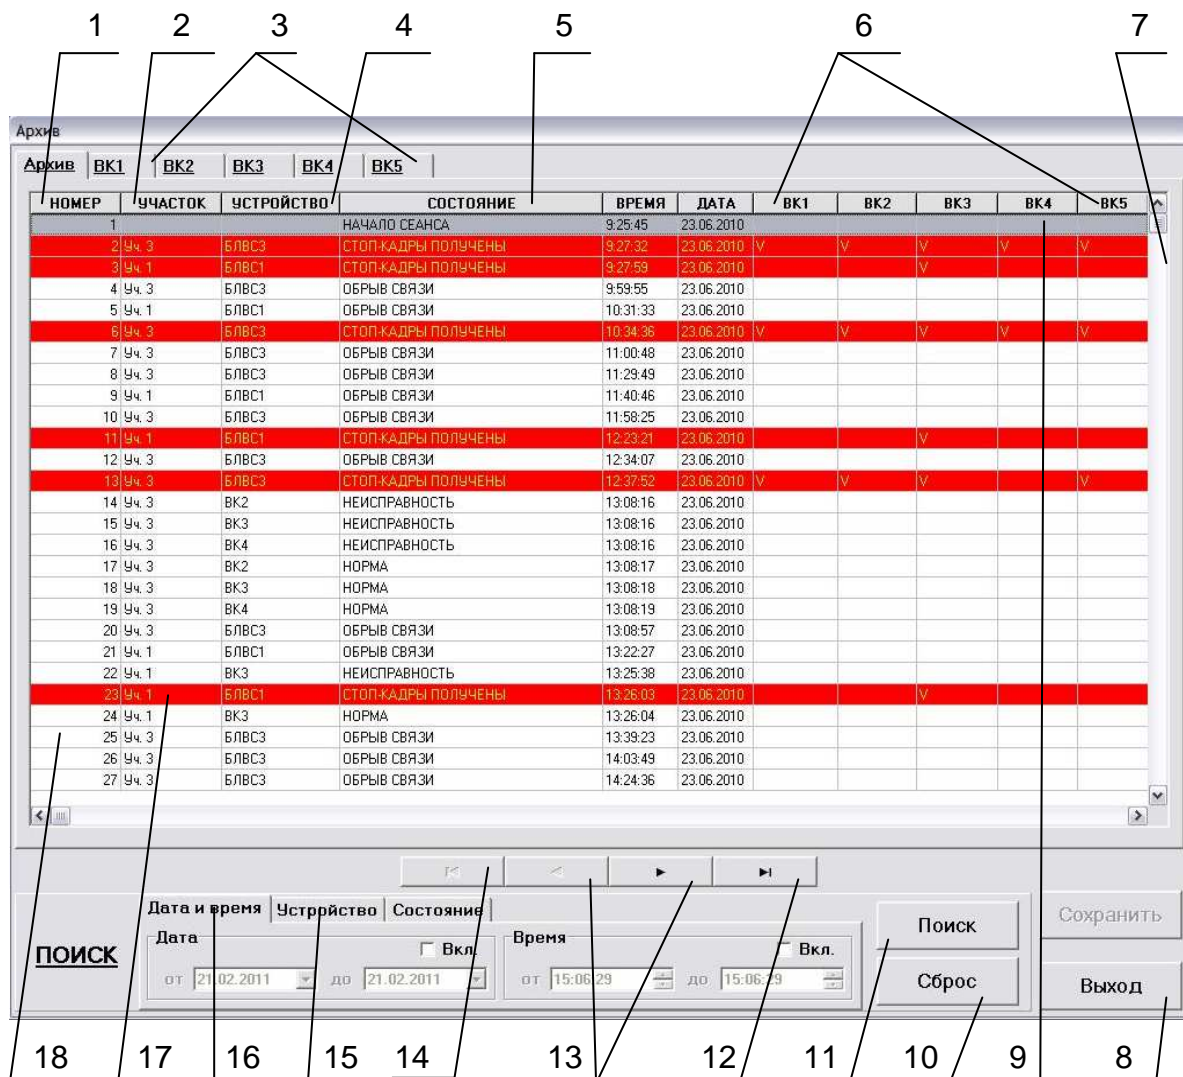 1 2 3 4 5 6 7
Архив
Архив ВК1 ВК2 ВК3 ВК4 ВК5
НОМЕР УЧАСТОК УСТРОЙСТВО СОСТОЯНИЕ ВРЕМЯ ДАТА ВК1 ВК2 ВК3 ВК4 ВК5
1 НАЧАЛО СЕАНСА 9:25:45 23.06.2010
2 Уч. 3 БЛВС3 СТОП-КАДРЫ ПОЛУЧЕНЫ 9:27:32 23.06.2010 V V V V V
3 Уч. 1 БЛВС1 СТОП-КАДРЫ ПОЛУЧЕНЫ 9:27:59 23.06.2010 V
4 Уч. 3 БЛВС3 ОБРЫВ СВЯЗИ 9:59:55 23.06.2010
5 Уч. 1 БЛВС1 ОБРЫВ СВЯЗИ 10:31:33 23.06.2010
6 Уч. 3 БЛВС3 СТОП-КАДРЫ ПОЛУЧЕНЫ 10:34:36 23.06.2010 V V V V V
7 Уч. 3 БЛВС3 ОБРЫВ СВЯЗИ 11:00:48 23.06.2010
8 Уч. 3 БЛВС3 ОБРЫВ СВЯЗИ 11:29:49 23.06.2010
9 Уч. 1 БЛВС1 ОБРЫВ СВЯЗИ 11:40:46 23.06.2010
10 Уч. 3 БЛВС3 ОБРЫВ СВЯЗИ 11:58:25 23.06.2010
11 Уч. 1 БЛВС1 СТОП-КАДРЫ ПОЛУЧЕНЫ 12:23:21 23.06.2010 V
12 Уч. 3 БЛВС3 ОБРЫВ СВЯЗИ 12:34:07 23.06.2010
13 Уч. 3 БЛВС3 СТОП-КАДРЫ ПОЛУЧЕНЫ 12:37:52 23.06.2010 V V V V
14 Уч. 3 ВК2 НЕИСПРАВНОСТЬ 13:08:16 23.06.2010
15 Уч. 3 ВК3 НЕИСПРАВНОСТЬ 13:08:16 23.06.2010
16 Уч. 3 ВК4 НЕИСПРАВНОСТЬ 13:08:16 23.06.2010
17 Уч. 3 ВК2 НОРМА 13:08:17 23.06.2010
18 Уч. 3 ВК3 НОРМА 13:08:18 23.06.2010
19 Уч. 3 ВК4 НОРМА 13:08:19 23.06.2010
20 Уч. 3 БЛВС3 ОБРЫВ СВЯЗИ 13:08:57 23.06.2010
21 Уч. 1 БЛВС1 ОБРЫВ СВЯЗИ 13:22:27 23.06.2010
22 Уч. 1 ВК3 НЕИСПРАВНОСТЬ 13:25:38 23.06.2010
23 Уч. 1 БЛВС1 СТОП-КАДРЫ ПОЛУЧЕНЫ 13:26:03 23.06.2010 V
24 Уч. 1 ВК3 НОРМА 13:26:04 23.06.2010
25 Уч. 3 БЛВС3 ОБРЫВ СВЯЗИ 13:39:23 23.06.2010
26 Уч. 3 БЛВС3 ОБРЫВ СВЯЗИ 14:03:49 23.06.2010
27 Уч. 3 БЛВС3 ОБРЫВ СВЯЗИ 14:24:36 23.06.2010
Дата и время Устройство Состояние
ПОИСК
Дата Вкл. Время Вкл.
от 21.02.2011 до 21.02.2011 от 15:06:29 до 15:06:29
Поиск Сохранить
Сброс Выход
18 17 16 15 14 13 12 11 10 9 8